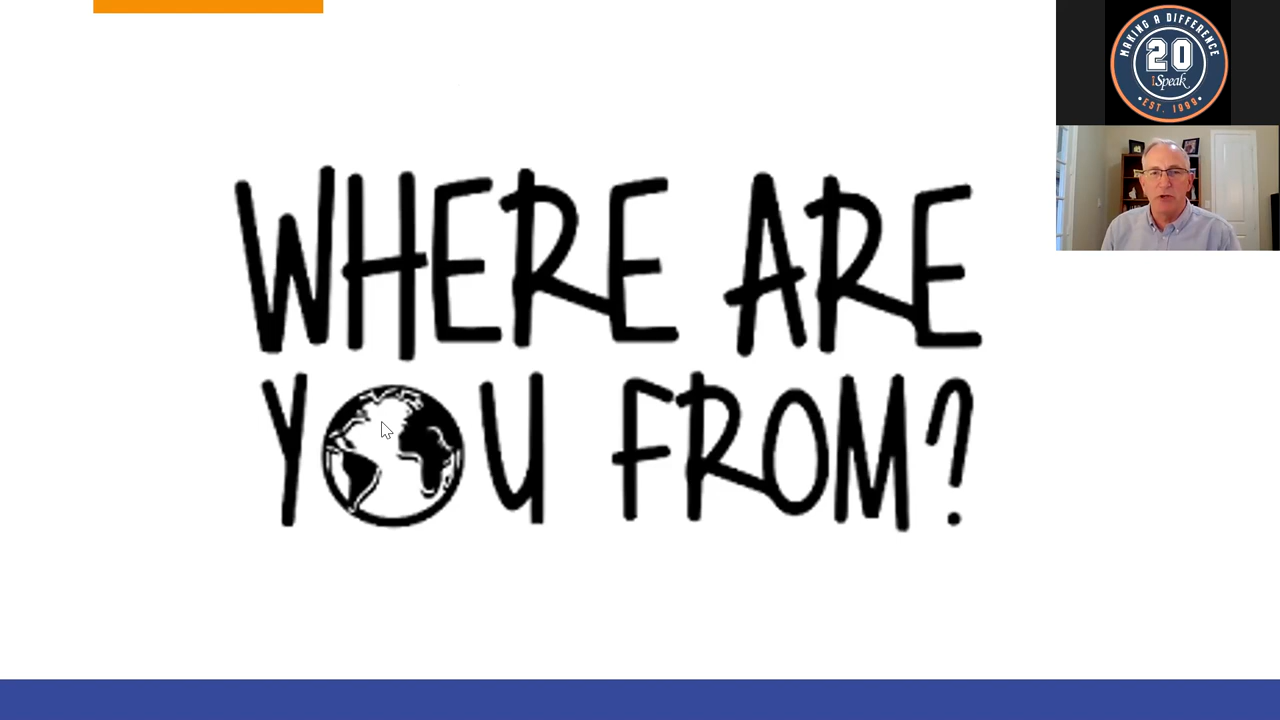 WHERE ARE
YOU FROM?
MAKING A DIFFERENCE
20
iSpeak
• EST. 1999 •